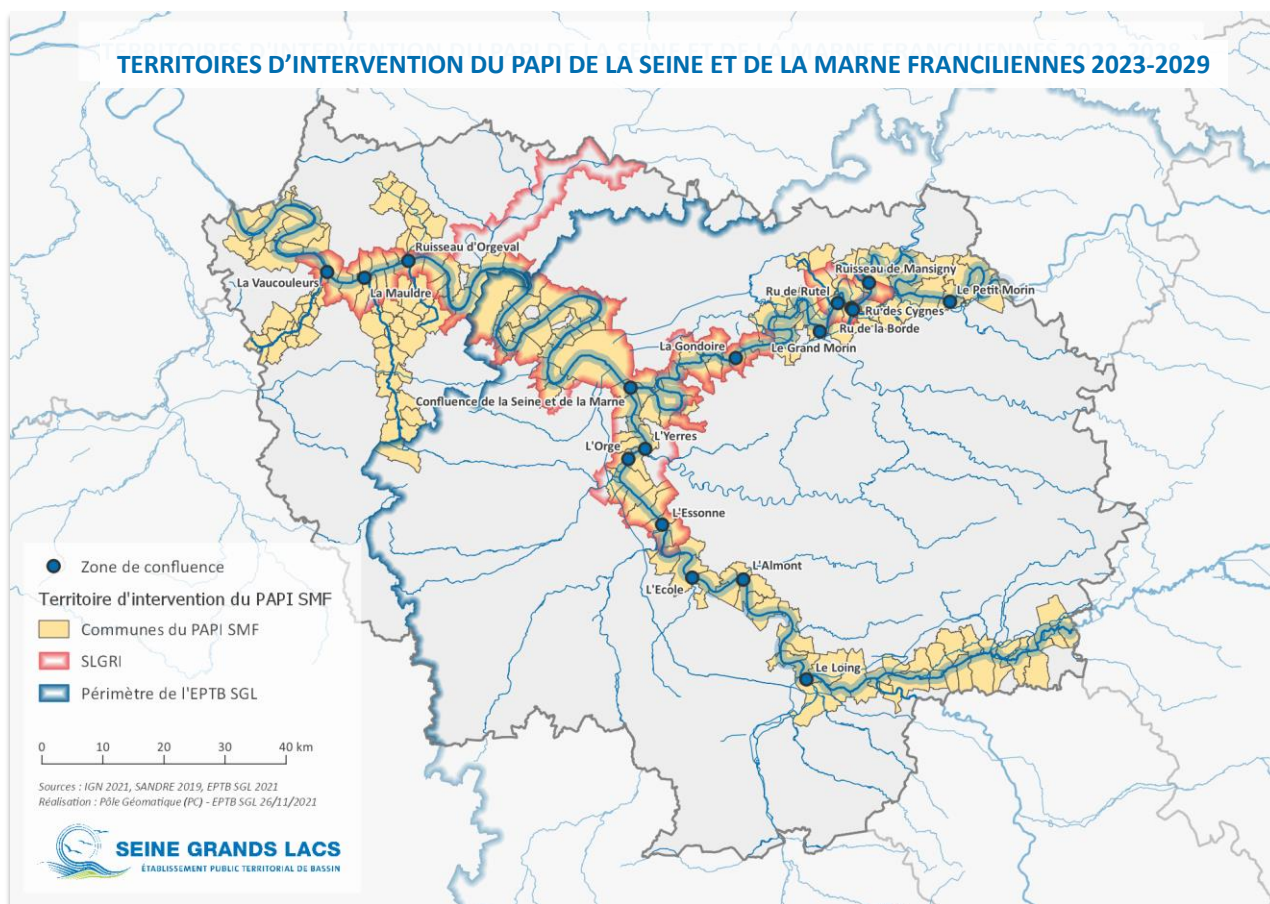 TERRITOIRES D'INTERVENTION DU PAPI DE LA SEINE ET DE LA MARNE FRANCILIENNES 2023-2029
Ruisseau d'Orgeval
La Vaucouleurs
La Mauldre
Ruisseau de Mansigny
Ru de Rutel
Le Petit Morin
Ru des Cygnes
Ru de la Borde
La Gondoire
Le Grand Morin
Confluence de la Seine et de la Marne
L'Yerres
L'Orge
L'Essonne
L'Almont
L'Ecole
Le Loing
Zone de confluence
Territoire d'intervention du PAPI SMF
Communes du PAPI SMF
SLGRI
Périmètre de l'EPTB SGL
0 10 20 30 40 km
Sources : IGN 2021, SANDRE 2019, EPTB SGL 2021
Réalisation : Pôle Géomatique (PC) - EPTB SGL 26/11/2021
SEINE GRANDS LACS
ÉTABLISSEMENT PUBLIC TERRITORIAL DE BASSIN